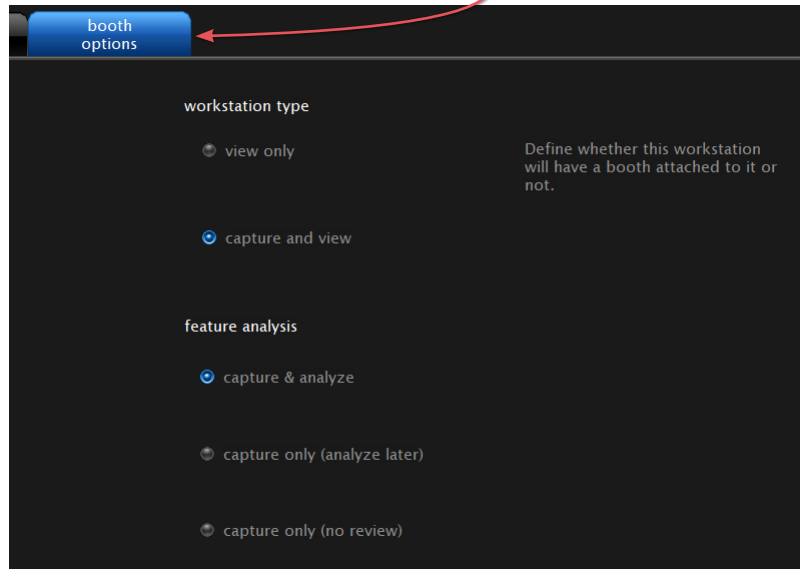 booth
options
workstation type
view only
Define whether this workstation
will have a booth attached to it or
not.
capture and view
feature analysis
capture & analyze
capture only (analyze later)
capture only (no review)